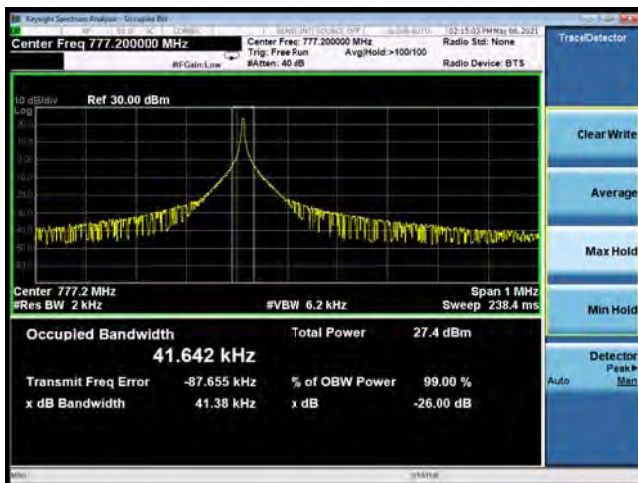 Keysight Spectrum Analyzer - Occupied BW
02:15:03 PM May 06, 2021
Center Freq 777.200000 MHz
Center Freq: 777.200000 MHz
Radio Std: None
Trace/Detector
Trig: Free Run
Avg|Hold:>100/100
#IFGain:Low
#Atten: 40 dB
Radio Device: BTS
10 dB/div
Ref 30.00 dBm
Log
Clear Write
Average
Max Hold
Min Hold
Center 777.2 MHz
Span 1 MHz
#Res BW 2 kHz
#VBW 6.2 kHz
Sweep 238.4 ms
Occupied Bandwidth
Total Power
27.4 dBm
41.642 kHz
Detector
Peak
Auto
Man
Transmit Freq Error
-87.655 kHz
% of OBW Power
99.00 %
x dB Bandwidth
41.38 kHz
x dB
-26.00 dB
MSG
STATUS